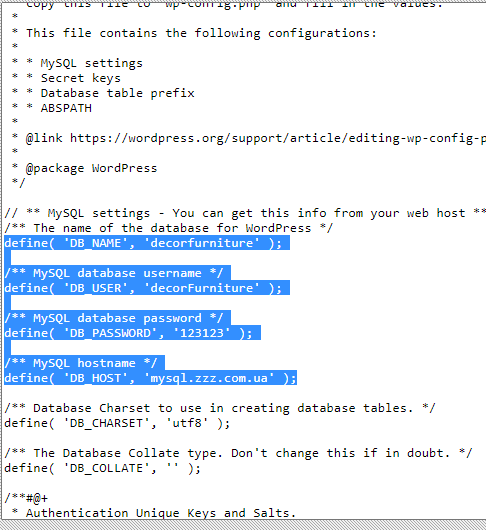 copy this file to "wp-config.php" and fill in the values.
*
* This file contains the following configurations:
*
* * MySQL settings
* * Secret keys
* * Database table prefix
* * ABSPATH
*
* @link https://wordpress.org/support/article/editing-wp-config-p
*
* @package WordPress
*/
// ** MySQL settings - You can get this info from your web host **
/** The name of the database for WordPress */
define( 'DB_NAME', 'decorfurniture' );
/** MySQL database username */
define( 'DB_USER', 'decorFurniture' );
/** MySQL database password */
define( 'DB_PASSWORD', '123123' );
/** MySQL hostname */
define( 'DB_HOST', 'mysql.zzz.com.ua' );
/** Database Charset to use in creating database tables. */
define( 'DB_CHARSET', 'utf8' );
/** The Database Collate type. Don't change this if in doubt. */
define( 'DB_COLLATE', '' );
/**#@+
* Authentication Unique Keys and Salts.